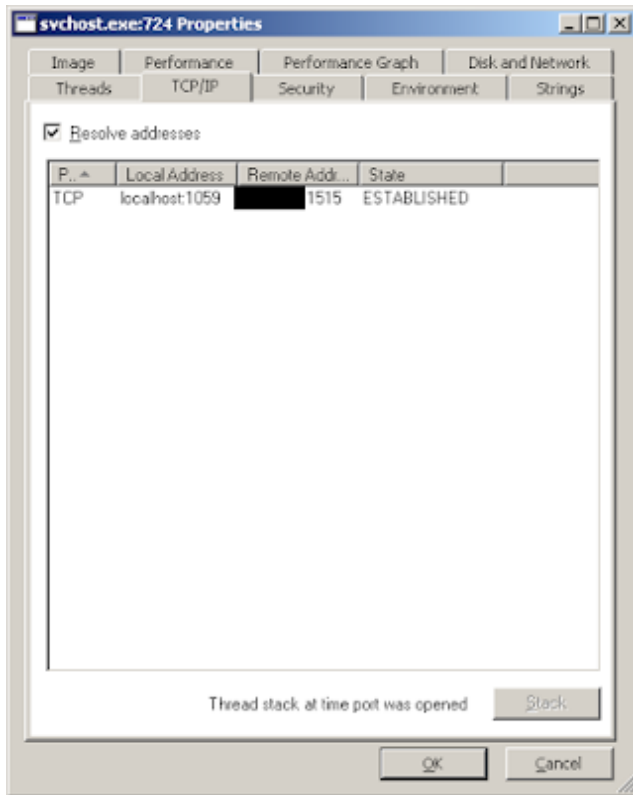 svchost.exe:724 Properties
Image Performance Performance Graph Disk and Network
Threads TCP/IP Security Environment Strings
Resolve addresses
P.. Local Address Remote Addr... State
TCP localhost:1059 1515 ESTABLISHED
Thread stack at time port was opened Stack
OK Cancel